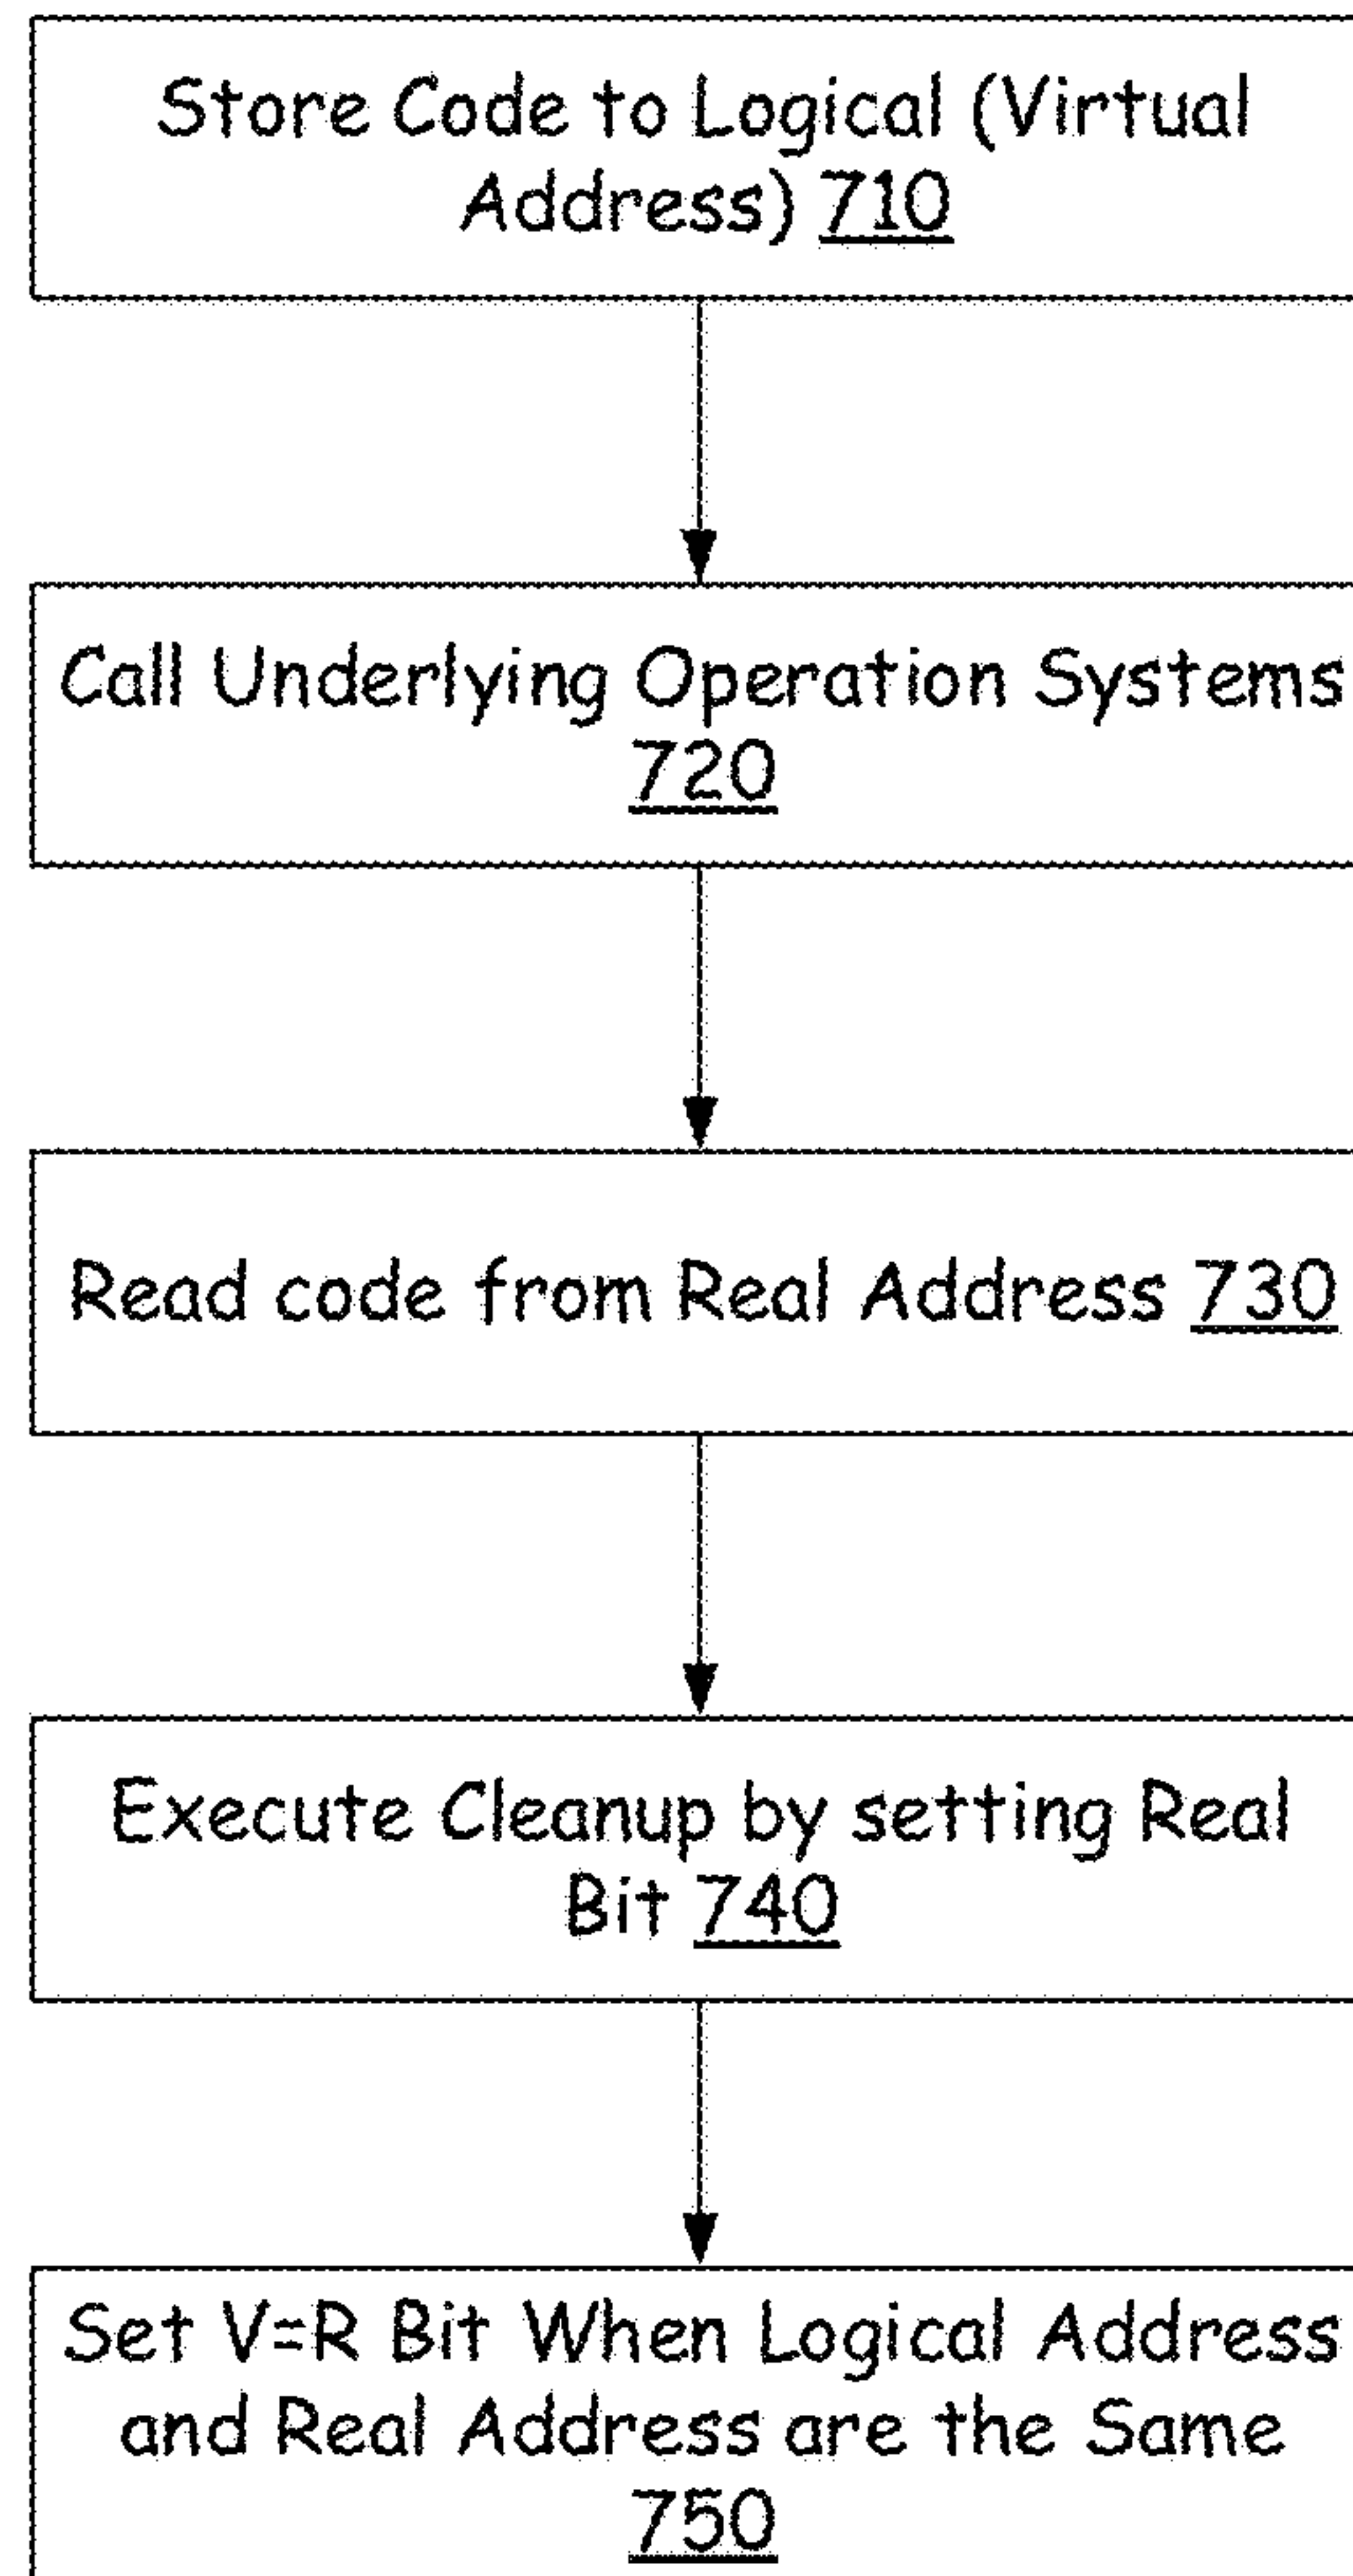 Store Code to Logical (Virtual
Address) 710
Call Underlying Operation Systems
720
Read code from Real Address 730
Execute Cleanup by setting Real
Bit 740
Set V=R Bit When Logical Address
and Real Address are the Same
750